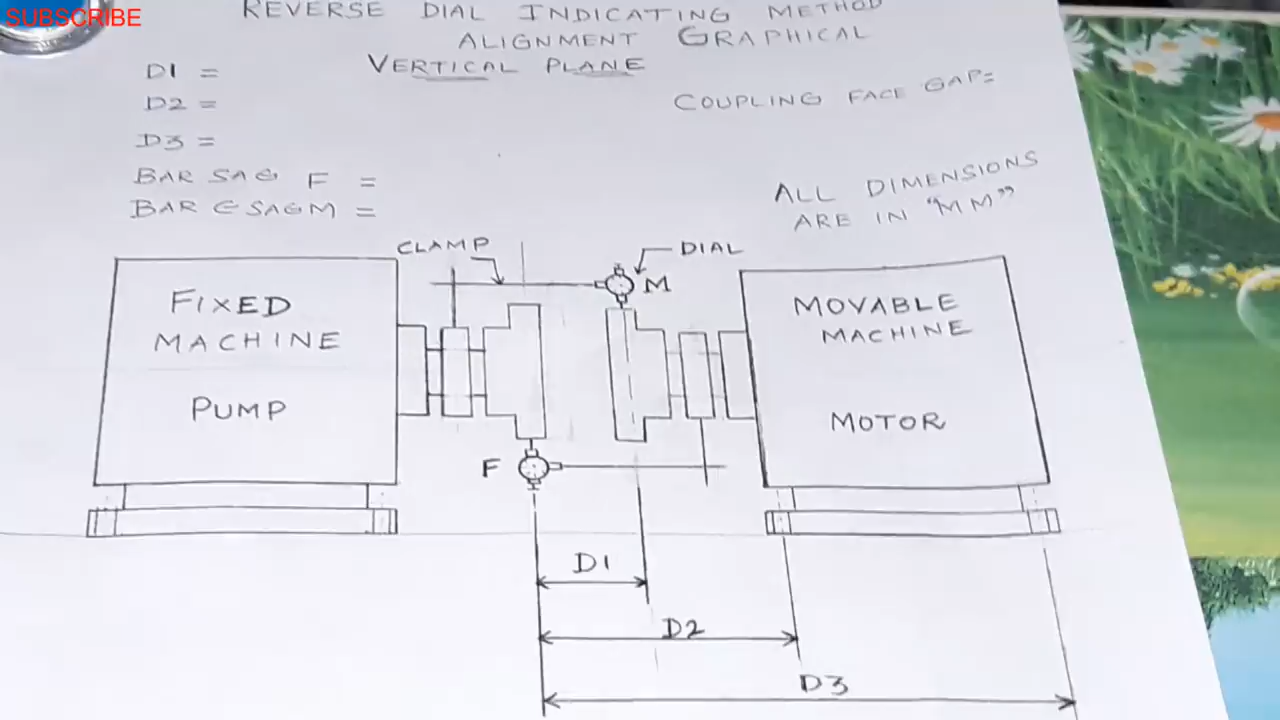 SUBSCRIBE
REVERSE DIAL INDICATING METHOD
ALIGNMENT GRAPHICAL
VERTICAL PLANE
D1 =
D2 =
D3 =
BAR SAG F =
BAR SAG M =
COUPLING FACE GAP=
ALL DIMENSIONS
ARE IN "MM"
CLAMP
DIAL
M
FIXED
MACHINE
PUMP
MOVABLE
MACHINE
MOTOR
F
D1
D2
D3